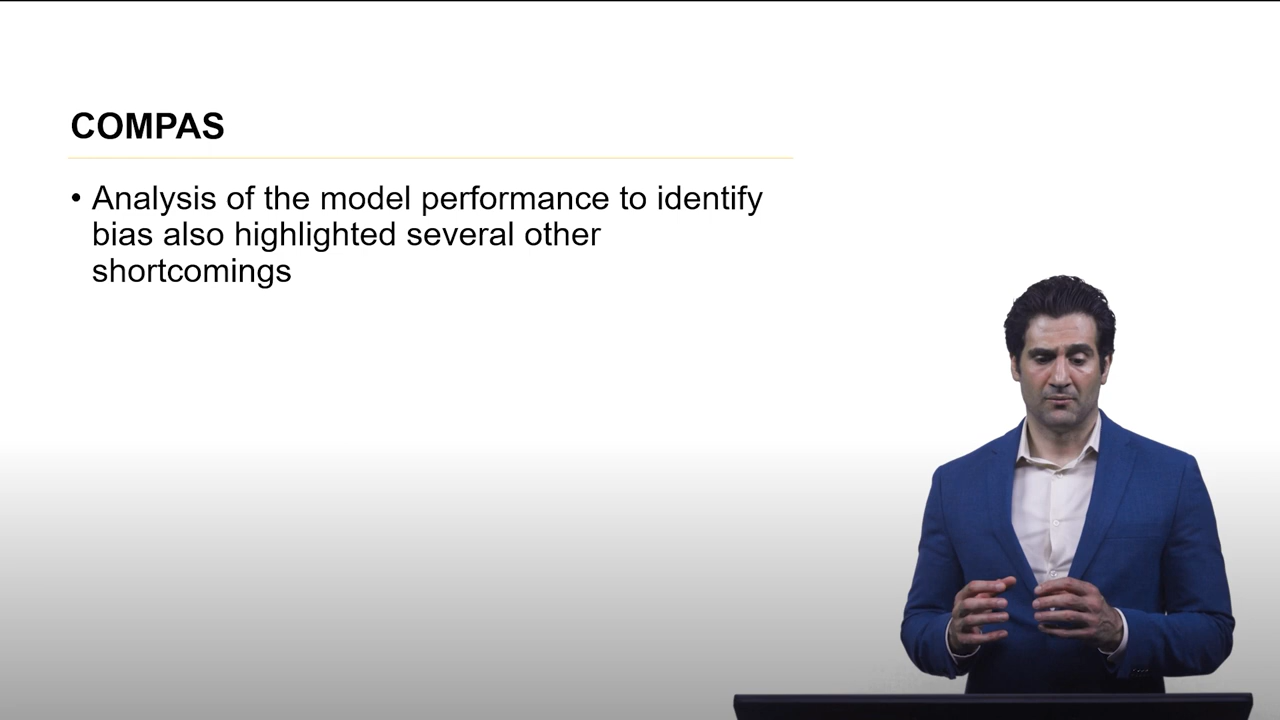 COMPAS
• Analysis of the model performance to identify
bias also highlighted several other
shortcomings